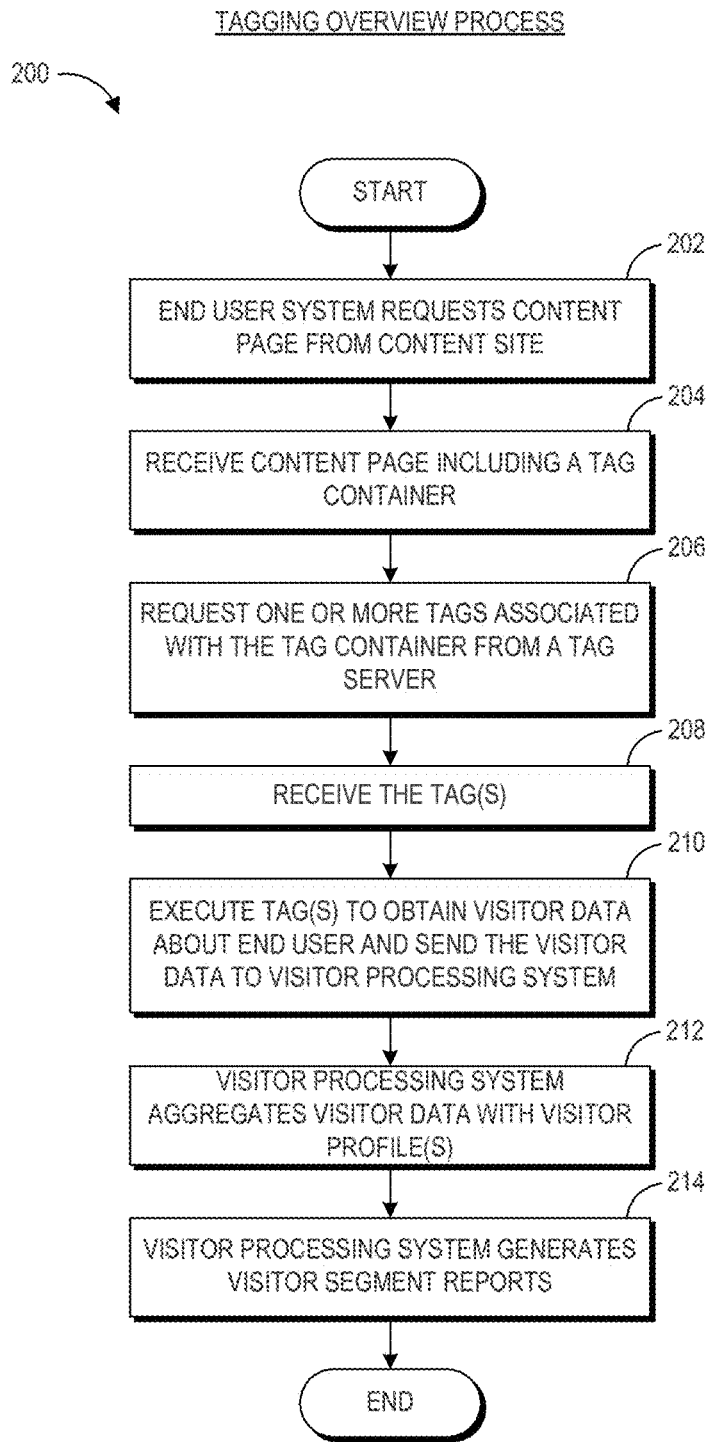 TAGGING OVERVIEW PROCESS
200
START
202
END USER SYSTEM REQUESTS CONTENT
PAGE FROM CONTENT SITE
204
RECEIVE CONTENT PAGE INCLUDING A TAG
CONTAINER
206
REQUEST ONE OR MORE TAGS ASSOCIATED
WITH THE TAG CONTAINER FROM A TAG
SERVER
208
RECEIVE THE TAG(S)
210
EXECUTE TAG(S) TO OBTAIN VISITOR DATA
ABOUT END USER AND SEND THE VISITOR
DATA TO VISITOR PROCESSING SYSTEM
212
VISITOR PROCESSING SYSTEM
AGGREGATES VISITOR DATA WITH VISITOR
PROFILE(S)
214
VISITOR PROCESSING SYSTEM GENERATES
VISITOR SEGMENT REPORTS
END